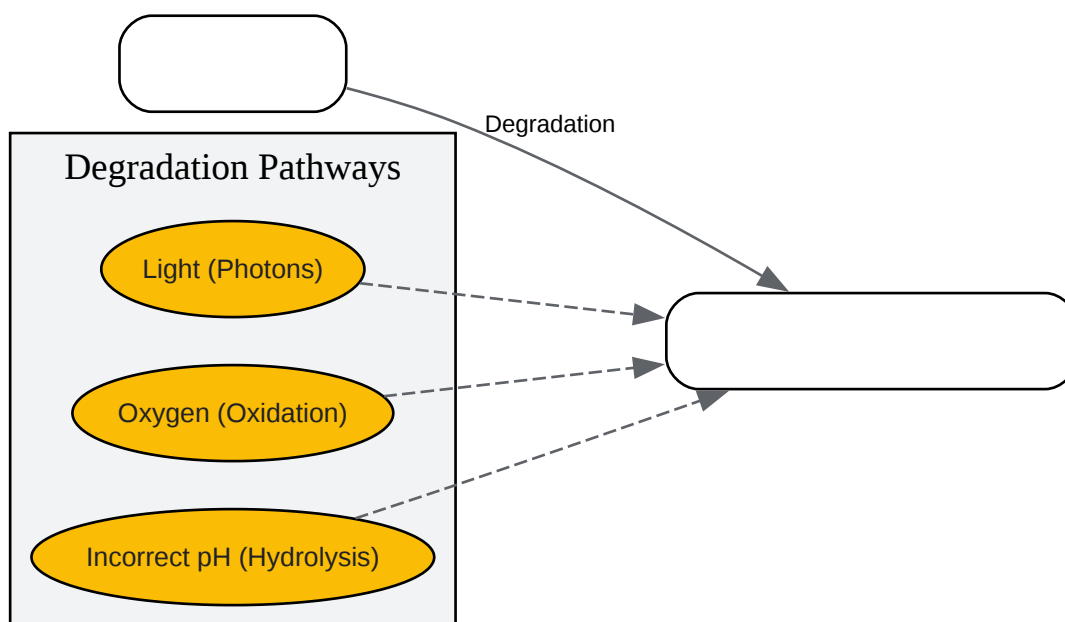 Degradation
Degradation Pathways
Light (Photons)
Oxygen (Oxidation)
Incorrect pH (Hydrolysis)